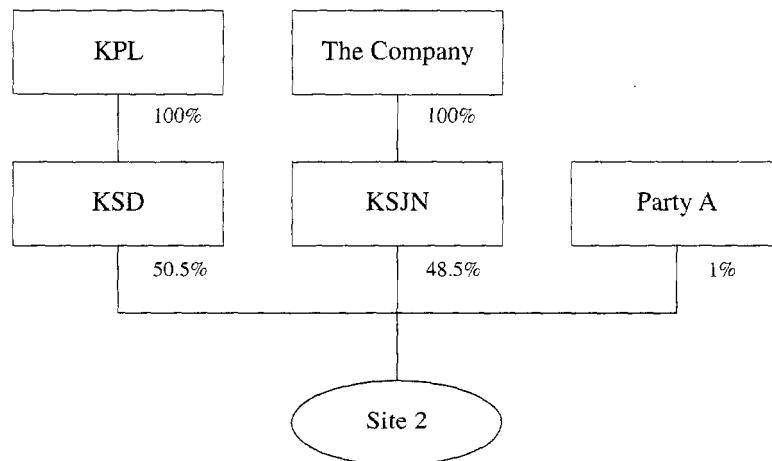 KPL
The Company
100%
100%
KSD
KSJN
Party A
50.5%
48.5%
1%
Site 2